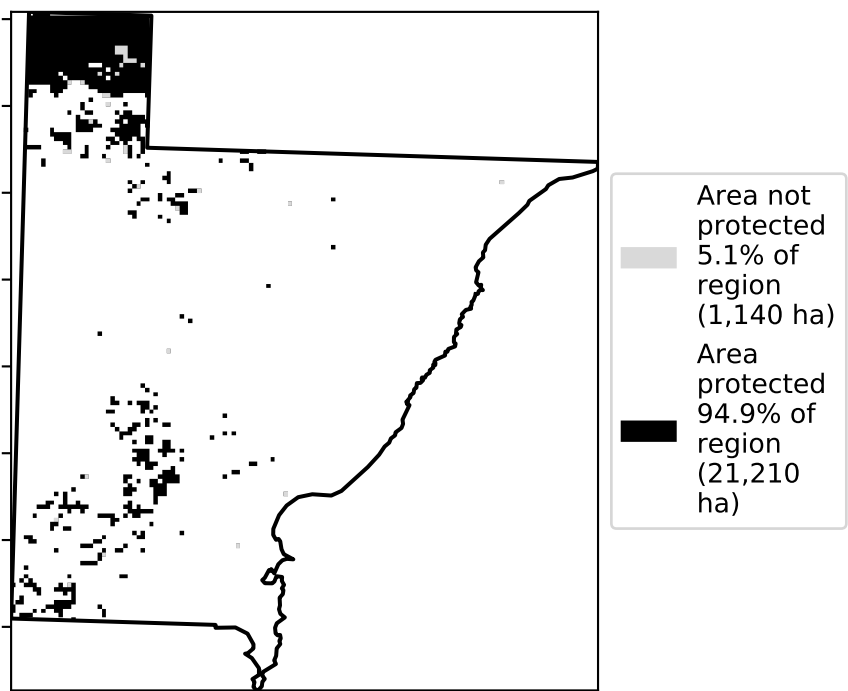 Area not
protected
5.1% of
region
(1,140 ha)
Area
protected
94.9% of
region
(21,210
ha)